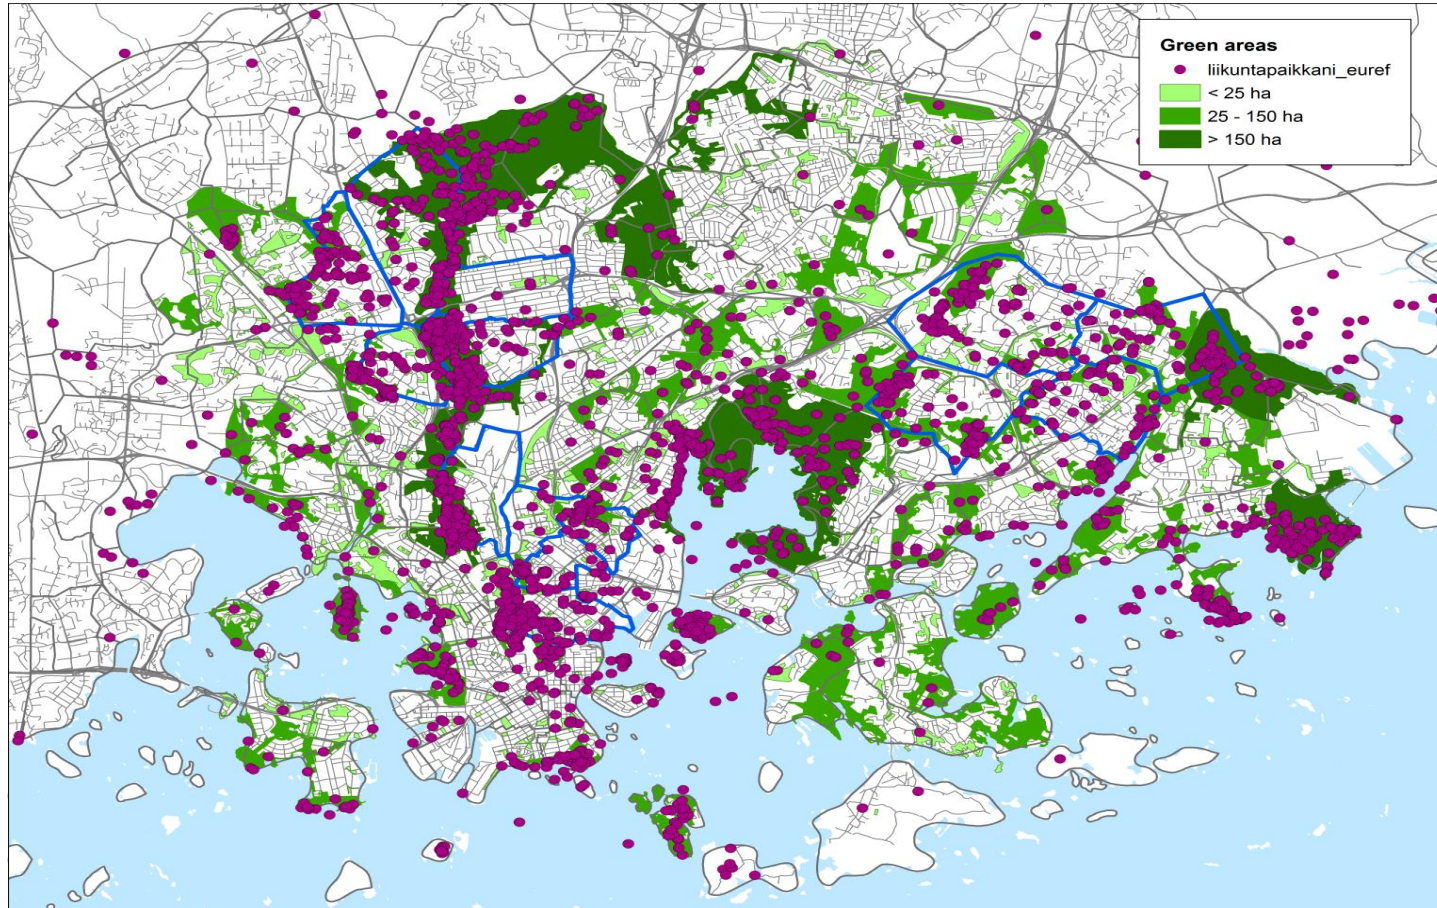 Green areas
liikuntapaikkani_euref
< 25 ha
25 - 150 ha
> 150 ha